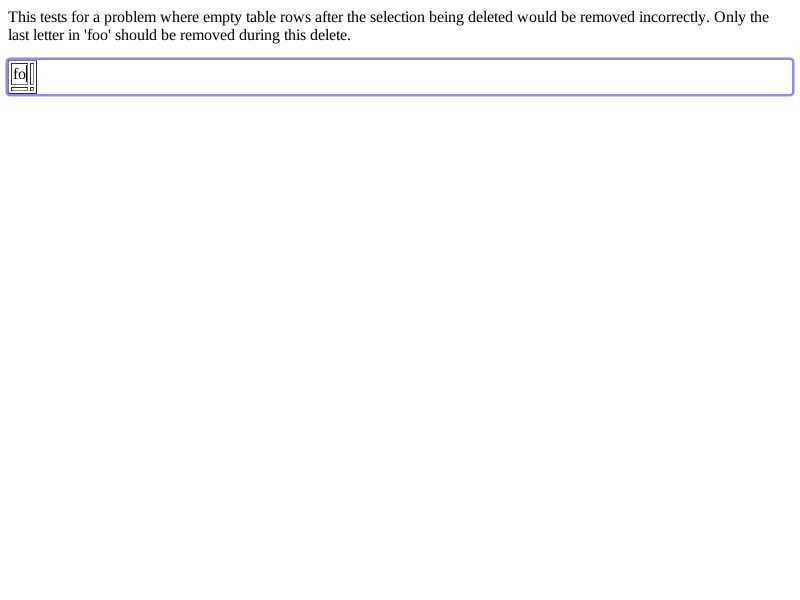 This tests for a problem where empty table rows after the selection being deleted would be removed incorrectly. Only the
last letter in 'foo' should be removed during this delete.
fo